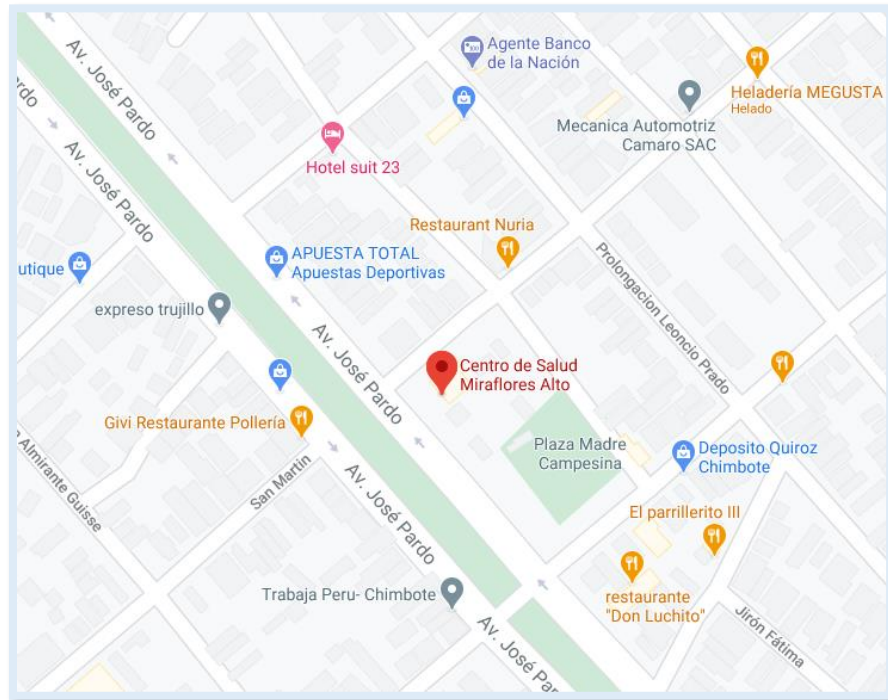 Av. José Pardo
Agente Banco
de la Nación
Heladería MEGUSTA
Helado
Mecanica Automotriz
Camaro SAC
Pardo
Av. José Pardo
Hotel suit 23
Restaurant Nuria
APUESTA TOTAL
Apuestas Deportivas
utique
expreso trujillo
Prolongacion Leoncio Prado
Av. José Pardo
Centro de Salud
Miraflores Alto
Givi Restaurante Pollería
Plaza Madre
Campesina
Deposito Quiroz
Chimbote
Almirante Guisse
San Martin
Av. José Pardo
El parrillerito III
Trabaja Peru- Chimbote
restaurante
"Don Luchito"
Jirón Fátima
Av. José Pardo